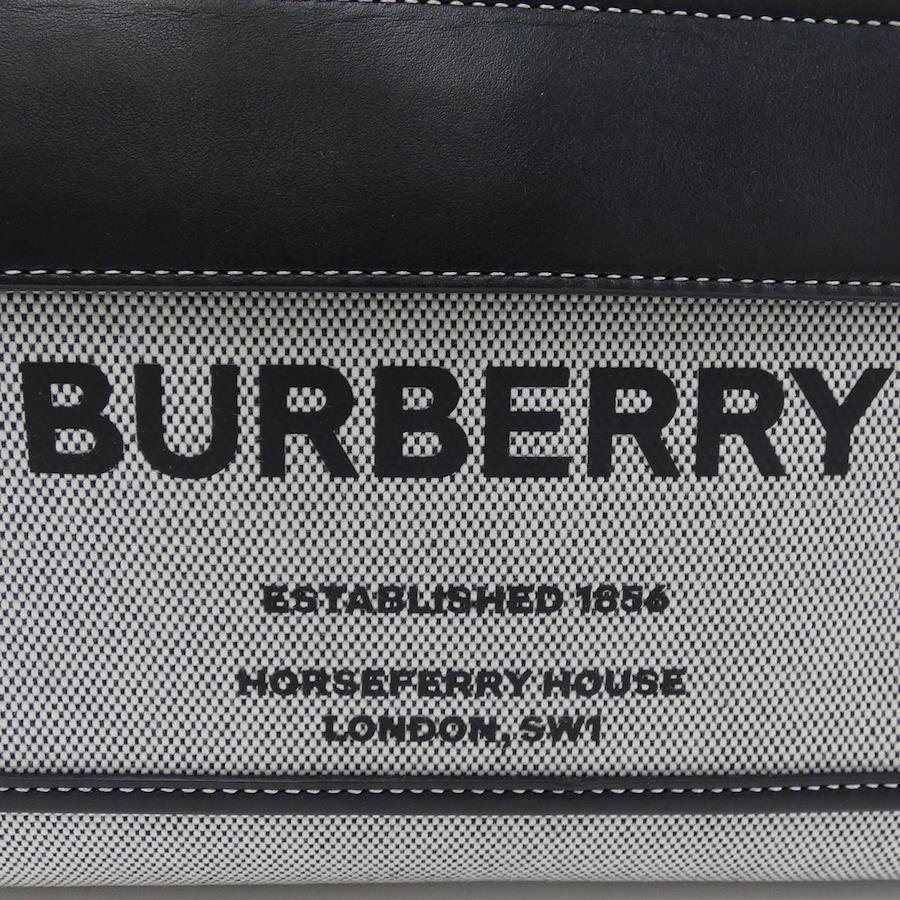 BURBERRY
ESTABLISHED 1856
HORSEFERRY HOUSE
LONDON, SW1